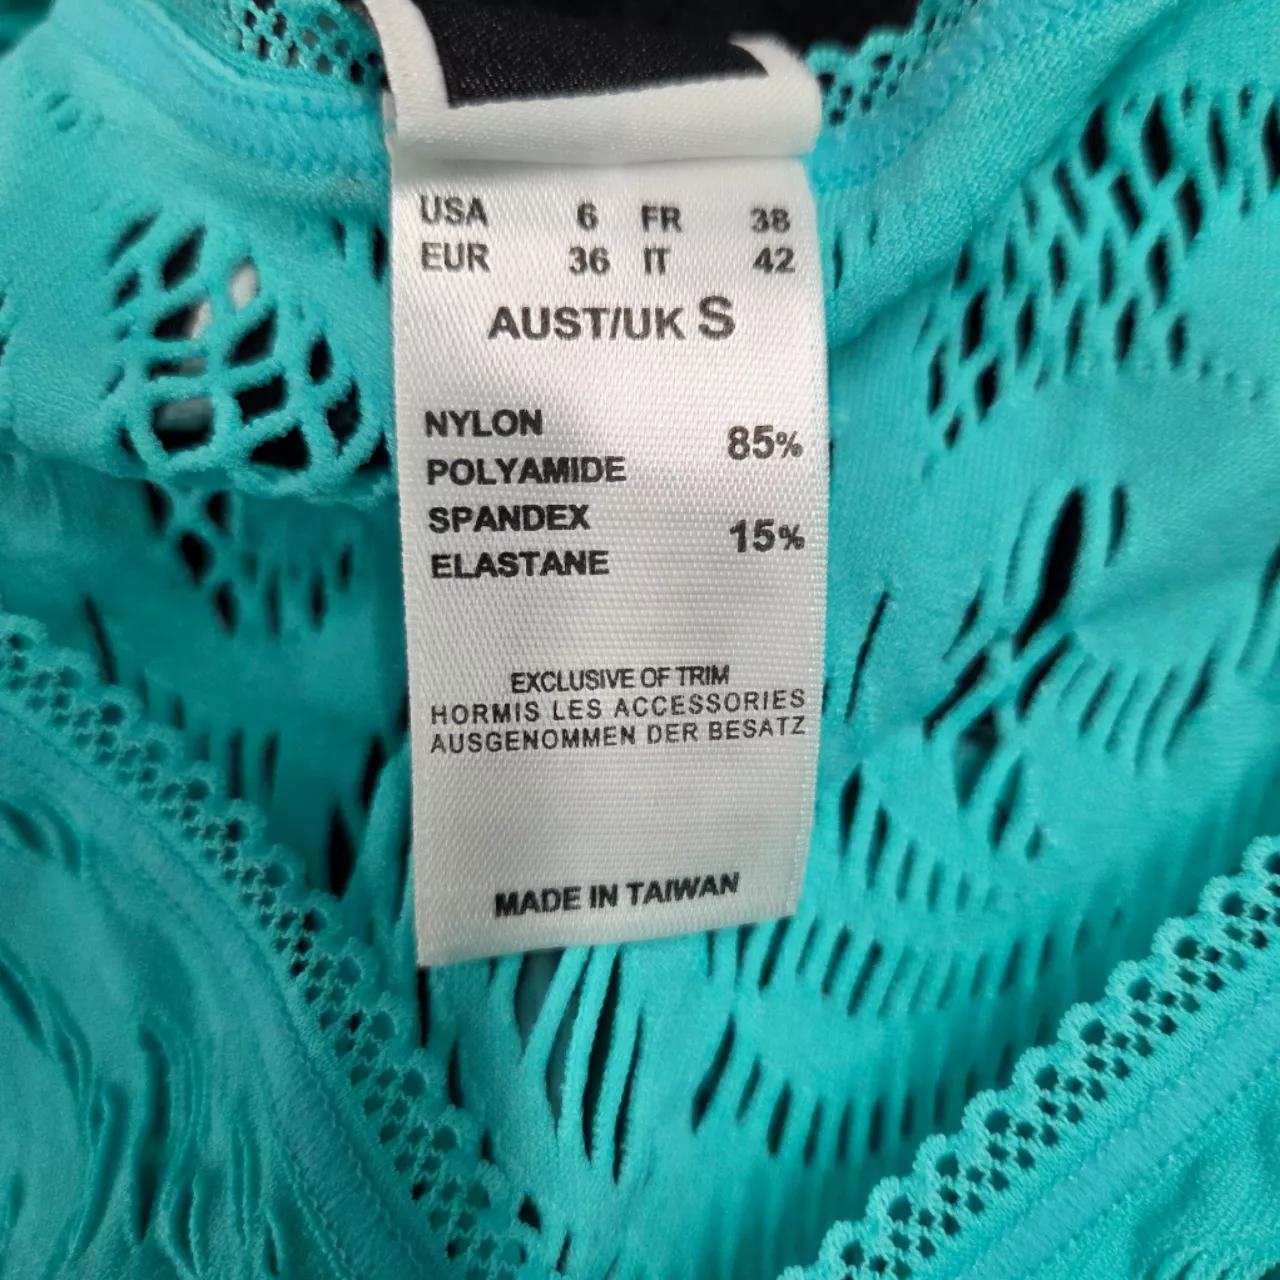 USA 6 FR 38
EUR 36 IT 42
AUST/UK S
NYLON
POLYAMIDE 85%
SPANDEX
ELASTANE 15%
EXCLUSIVE OF TRIM
HORMIS LES ACCESSORIES
AUSGENOMMEN DER BESATZ
MADE IN TAIWAN